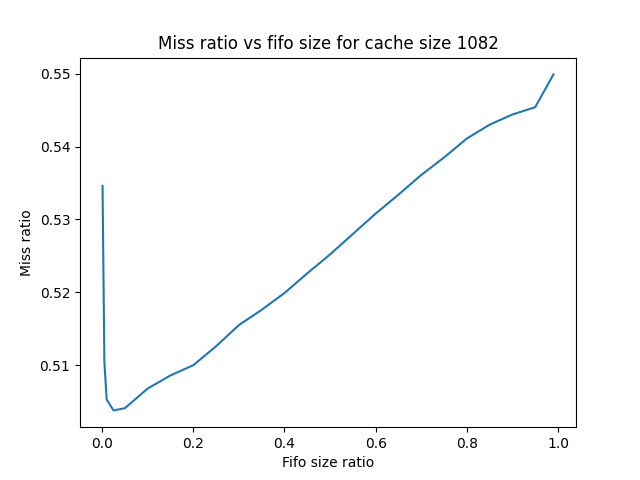 Miss ratio vs fifo size for cache size 1082
0.55
0.54
0.53
0.52
0.51
Miss ratio
0.0 0.2 0.4 0.6 0.8 1.0
Fifo size ratio